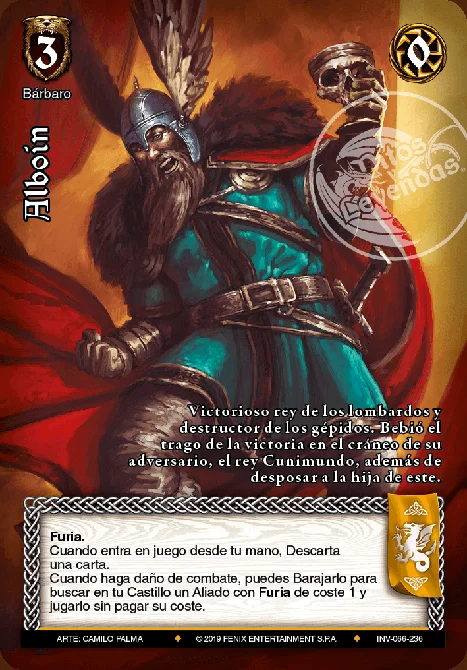 3
0
Bárbaro
Alboín
Mitos
y
Leyendas
Victorioso rey de los lombardos y
destructor de los gépidos. Bebió el
trago de la victoria en el cráneo de su
adversario, el rey Cunimundo, además de
desposar a la hija de este.
Furia.
Cuando entra en juego desde tu mano, Descarta
una carta.
Cuando haga daño de combate, puedes Barajarlo para
buscar en tu Castillo un Aliado con Furia de coste 1 y
jugarlo sin pagar su coste.
ARTE: CAMILO PALMA ♦ © 2019 FENIX ENTERTAINMENT S.P.A. ♦ INV-096-236